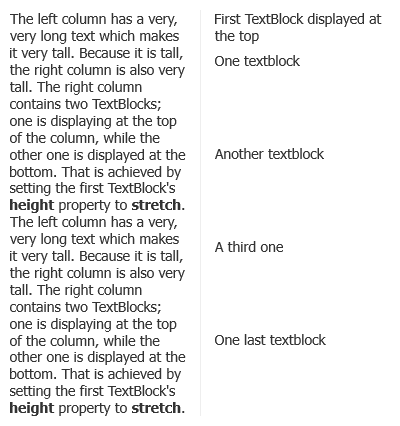 The left column has a very,
very long text which makes
it very tall. Because it is tall,
the right column is also very
tall. The right column
contains two TextBlocks;
one is displaying at the top
of the column, while the
other one is displayed at the
bottom. That is achieved by
setting the first TextBlock's
height property to stretch.
The left column has a very,
very long text which makes
it very tall. Because it is tall,
the right column is also very
tall. The right column
contains two TextBlocks;
one is displaying at the top
of the column, while the
other one is displayed at the
bottom. That is achieved by
setting the first TextBlock's
height property to stretch.
First TextBlock displayed at
the top
One textblock
Another textblock
A third one
One last textblock